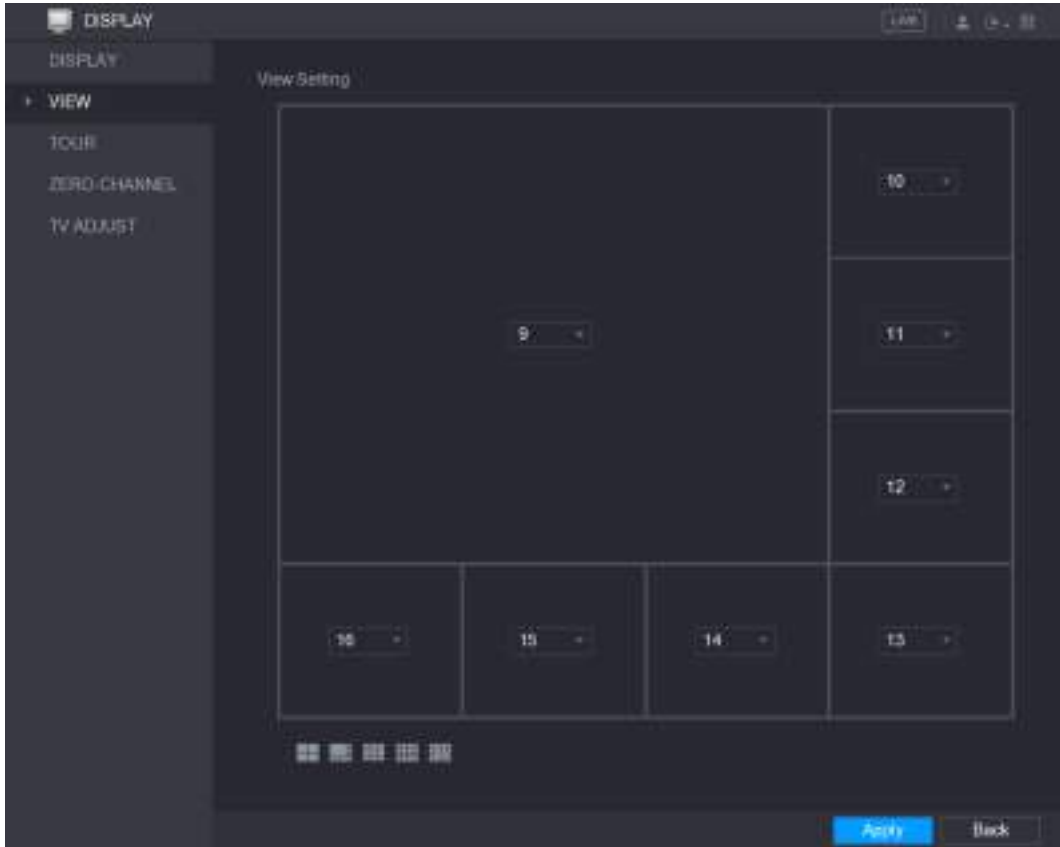 DISPLAY
LIVE
DISPLAY
VIEW
TOUR
ZERO-CHANNEL
TV ADJUST
View Setting
10
9
11
12
16
15
14
13
Apply
Back